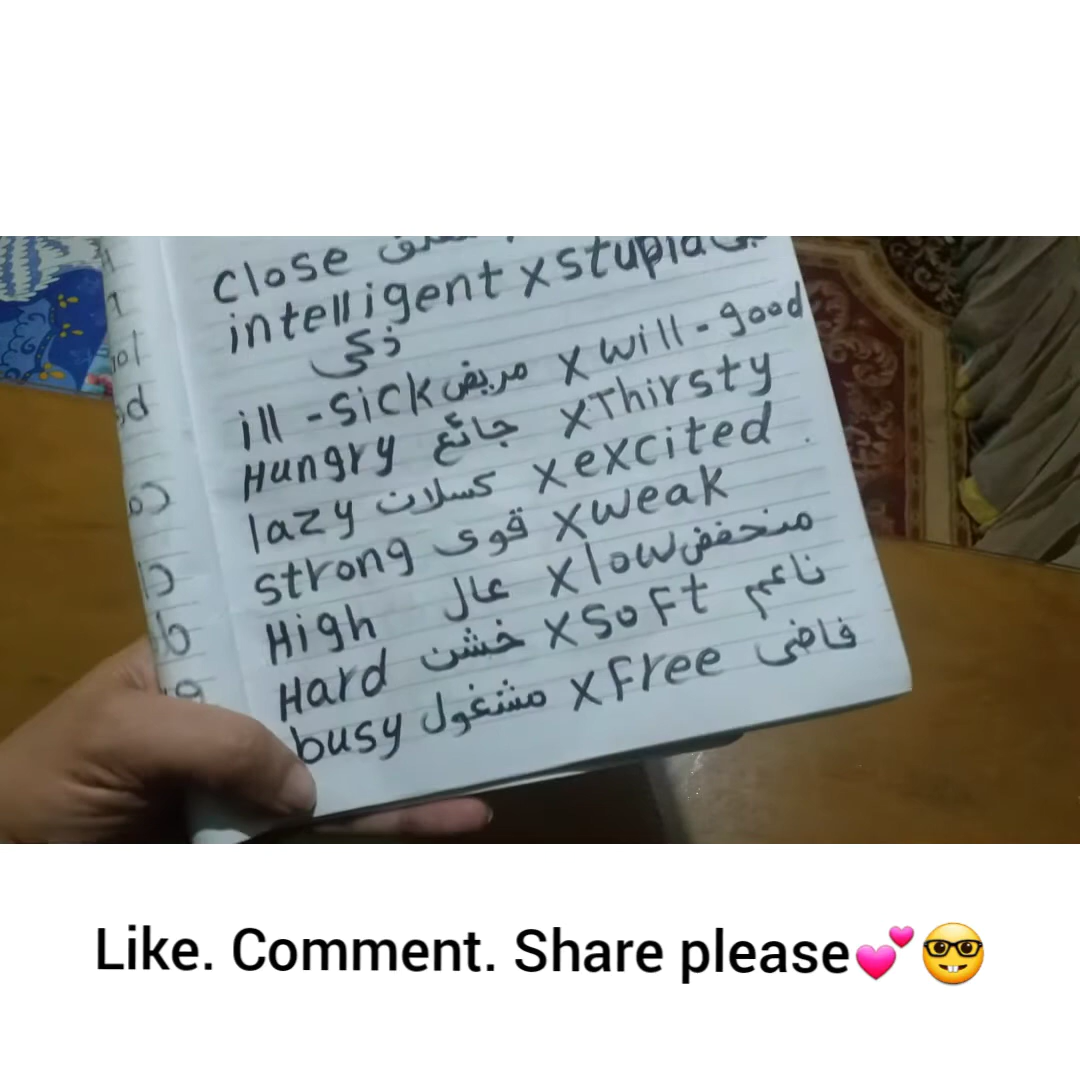 close
intelligent x stupid
ذكي
ill - sick مريض x will - good
Hungry جائع x Thirsty
lazy كسلان x excited
strong قوى x weak
High عال x low منخفض
Hard خشن x soft ناعم
busy مشغول x Free فاضى
Like. Comment. Share please💕🤓